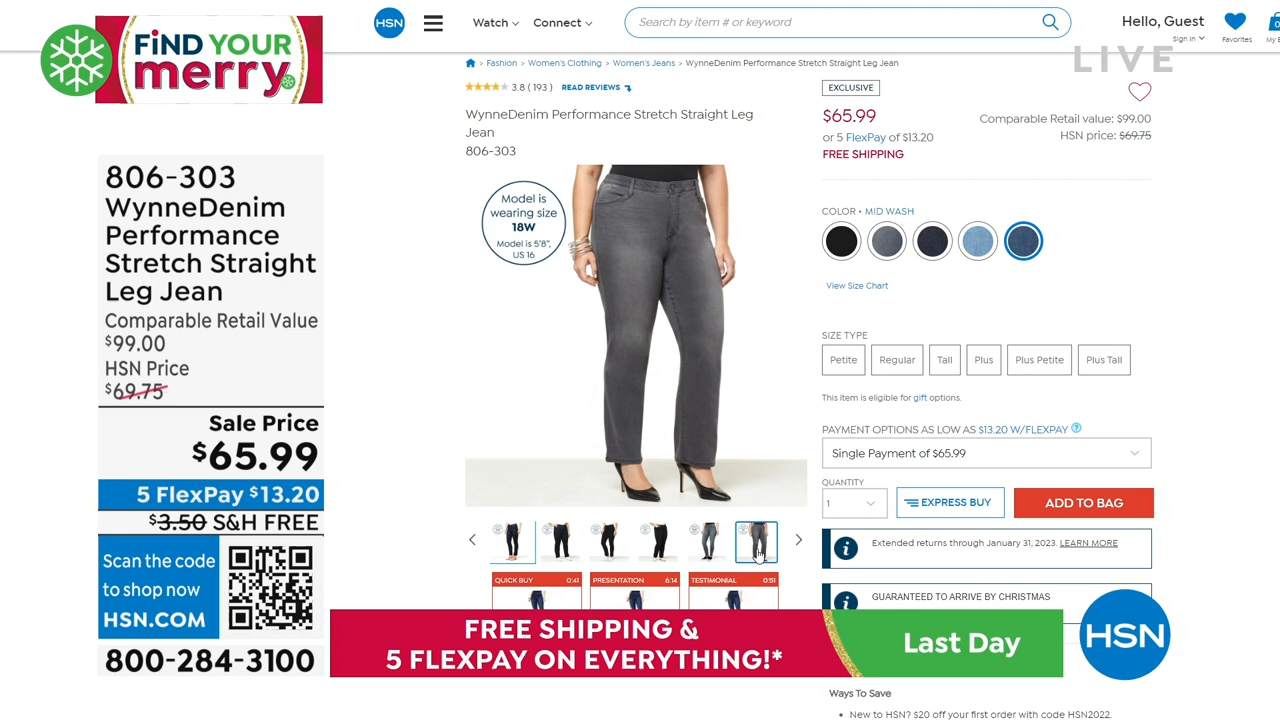 FiND YOUR
merry
806-303
WynneDenim
Performance
Stretch Straight
Leg Jean
Comparable Retail Value
$99.00
HSN Price
$69.75
Sale Price
$65.99
5 FlexPay $13.20
$3.50 S&H FREE
Scan the code
to shop now
HSN.COM
800-284-3100
HSN
Watch
Connect
Search by item # or keyword
Hello, Guest
Sign In
Favorites
0
LIVE
> Fashion > Women's Clothing > Women's Jeans > WynneDenim Performance Stretch Straight Leg Jean
3.8 ( 193 ) READ REVIEWS
WynneDenim Performance Stretch Straight Leg
Jean
806-303
Model is
wearing size
18W
Model is 5'8",
US 16
QUICK BUY 0:41
PRESENTATION 6:14
TESTIMONIAL 0:51
EXCLUSIVE
$65.99
or 5 FlexPay of $13.20
FREE SHIPPING
Comparable Retail value: $99.00
HSN price: $69.75
COLOR • MID WASH
View Size Chart
SIZE TYPE
Petite Regular Tall Plus Plus Petite Plus Tall
This item is eligible for gift options.
PAYMENT OPTIONS AS LOW AS $13.20 W/FLEXPAY ?
Single Payment of $65.99
QUANTITY
1
EXPRESS BUY
ADD TO BAG
Extended returns through January 31, 2023. LEARN MORE
GUARANTEED TO ARRIVE BY CHRISTMAS
FREE SHIPPING &
5 FLEXPAY ON EVERYTHING!*
Last Day
HSN
Ways To Save
• New to HSN? $20 off your first order with code HSN2022.